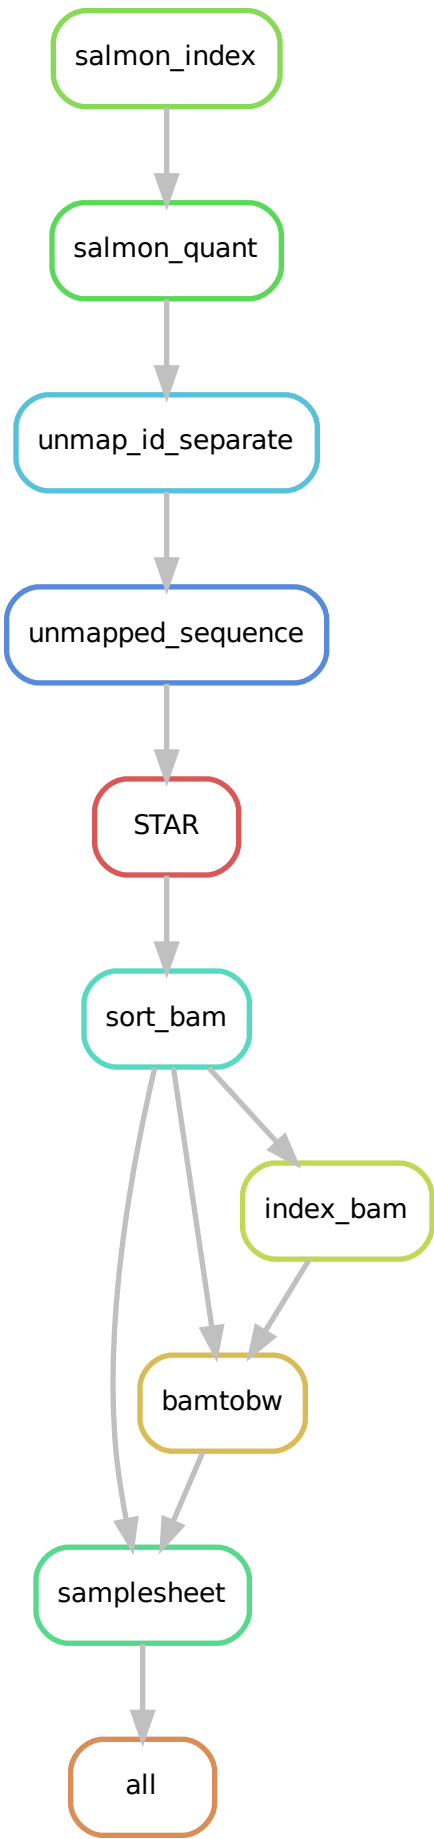 salmon_index
salmon_quant
unmap_id_separate
unmapped_sequence
STAR
sort_bam
index_bam
bamtobw
samplesheet
all